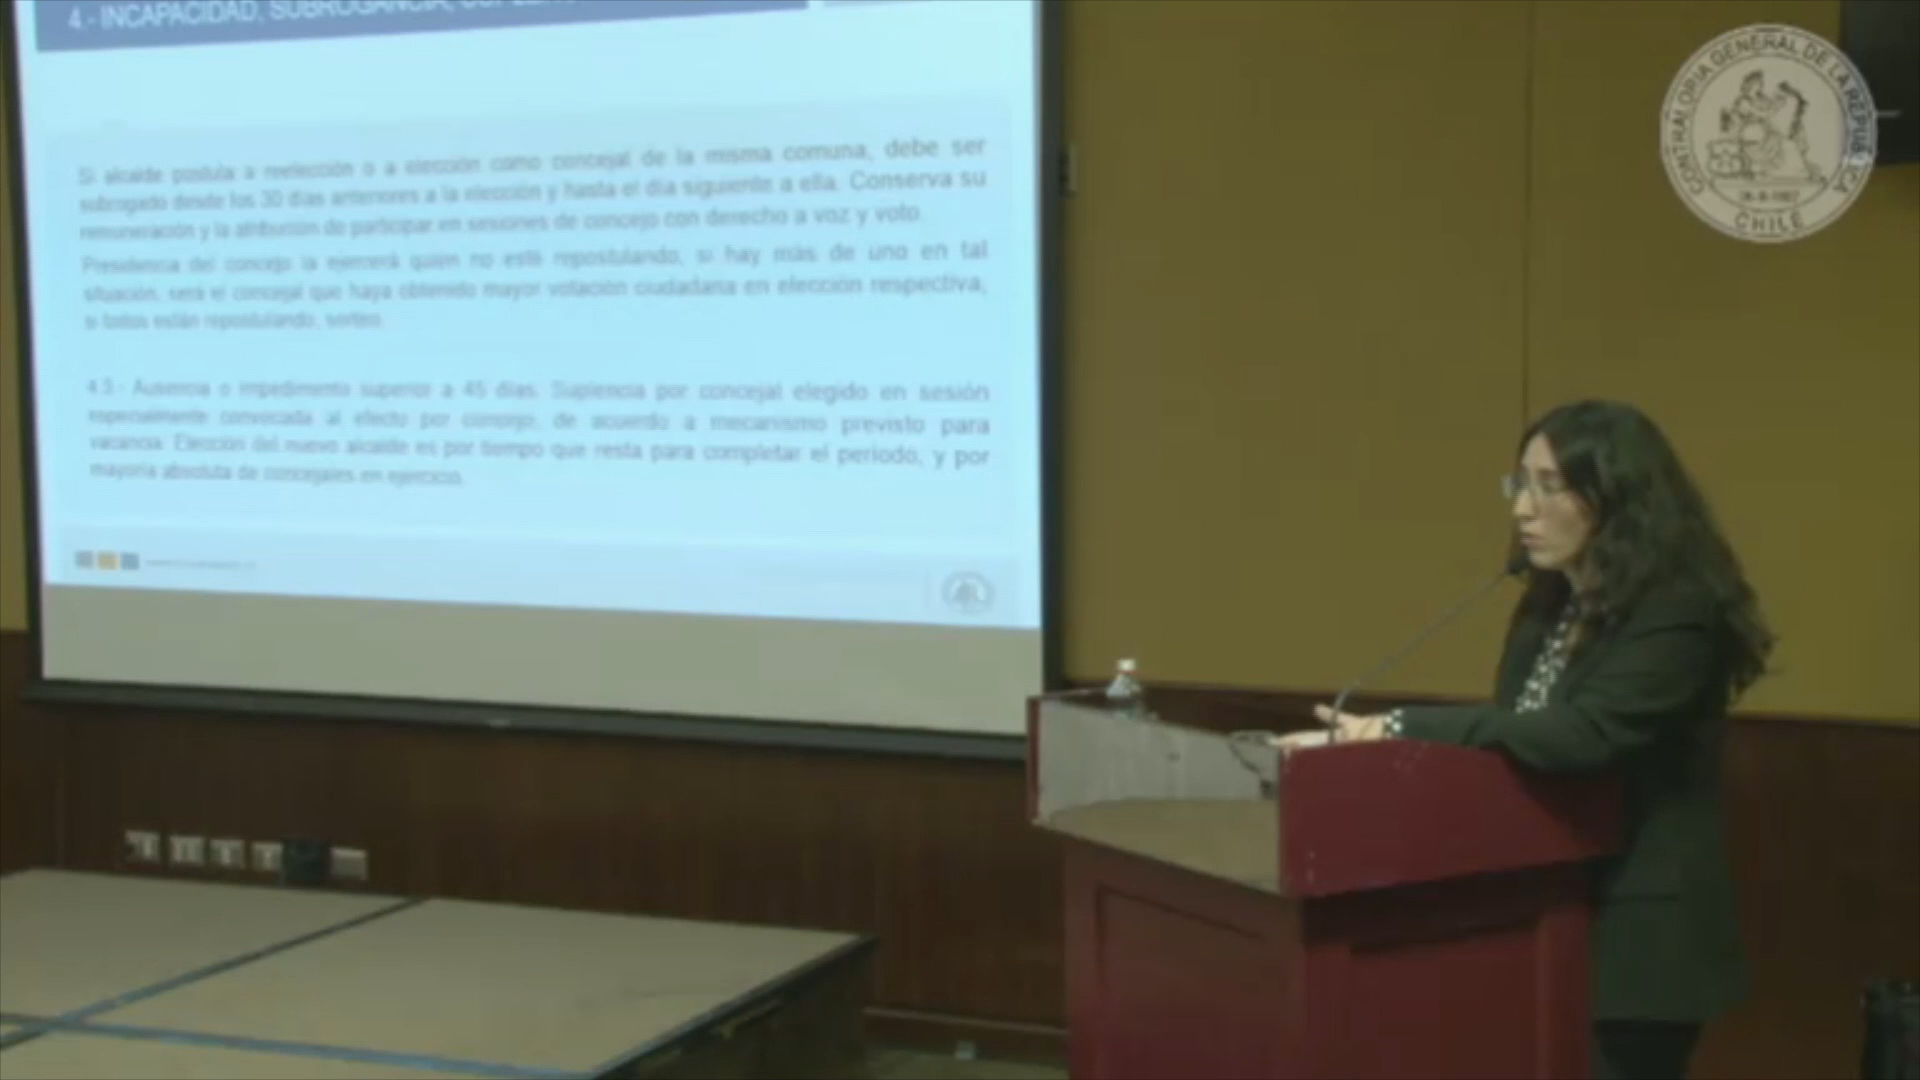 4.- INCAPACIDAD, SUBROGANCIA,
Si alcalde postula a reelección o a elección como concejal de la misma comuna, debe ser
subrogado desde los 30 días anteriores a la elección y hasta el día siguiente a ella. Conserva su
remuneración y la atribución de participar en sesiones de concejo con derecho a voz y voto.
Presidencia del concejo la ejercerá quien no esté repostulando, si hay más de uno en tal
situación, será el concejal que haya obtenido mayor votación ciudadana en elección respectiva,
si todos están repostulando, sorteo.
4.3.- Ausencia o impedimento superior a 45 días. Suplencia por concejal elegido en sesión
especialmente convocada al efecto por concejo, de acuerdo a mecanismo previsto para
vacancia. Elección del nuevo alcalde es por tiempo que resta para completar el periodo, y por
mayoría absoluta de concejales en ejercicio.
CONTRALORIA GENERAL DE LA REPUBLICA
CHILE